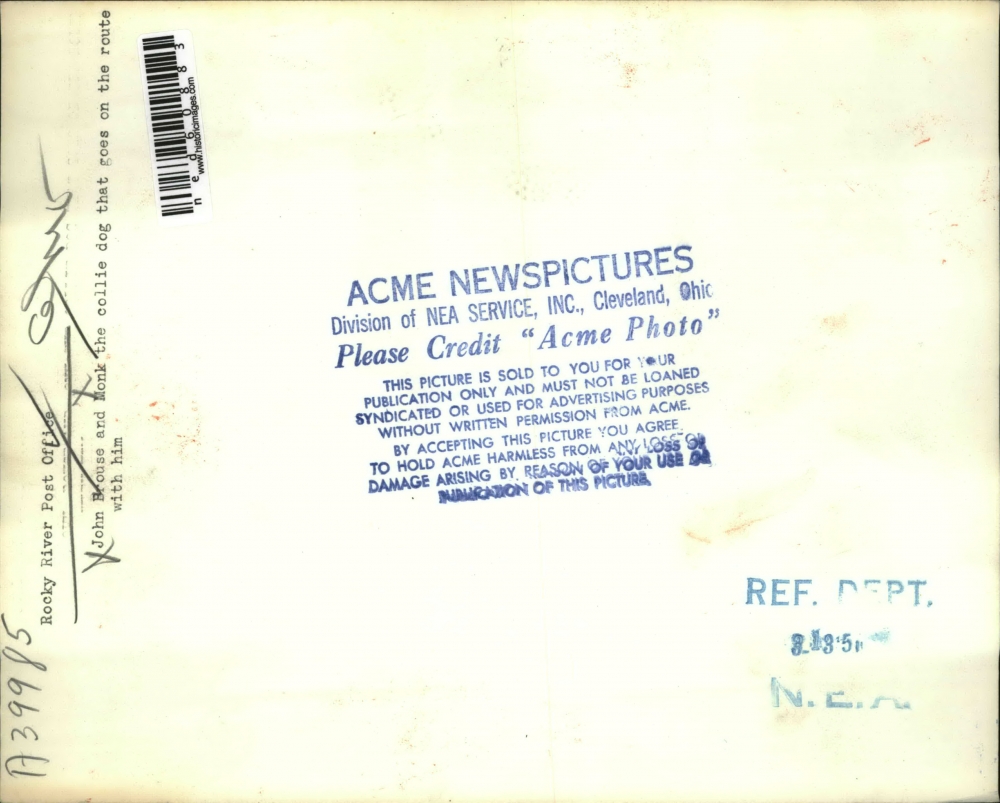 A39985
Rocky River Post Office
John Brouse and Monk the collie dog that goes on the route
with him
ned60883
www.historicimages.com
ACME NEWSPICTURES
Division of NEA SERVICE, INC., Cleveland, Ohio
Please Credit "Acme Photo"
THIS PICTURE IS SOLD TO YOU FOR YOUR
PUBLICATION ONLY AND MUST NOT BE LOANED
SYNDICATED OR USED FOR ADVERTISING PURPOSES
WITHOUT WRITTEN PERMISSION FROM ACME.
BY ACCEPTING THIS PICTURE YOU AGREE
TO HOLD ACME HARMLESS FROM ANY LOSS OR
DAMAGE ARISING BY REASON OF YOUR USE OR
PUBLICATION OF THIS PICTURE.
REF. DEPT.
N.E.A.